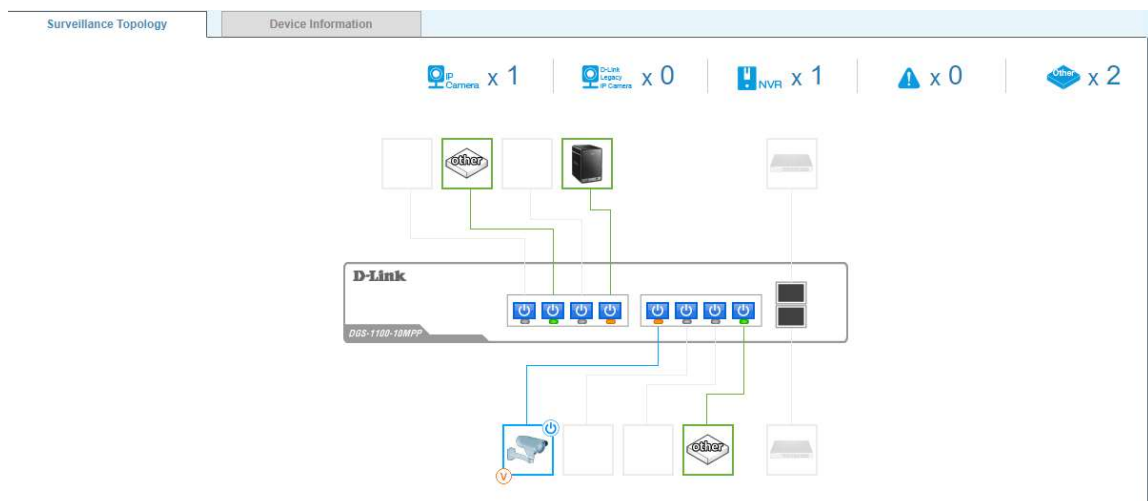 Surveillance Topology
Device Information
IP Camera x 1
D-Link Legacy IP Camera x 0
NVR x 1
x 0
Other x 2
other
D-Link
DGS-1100-10MPP
other
V